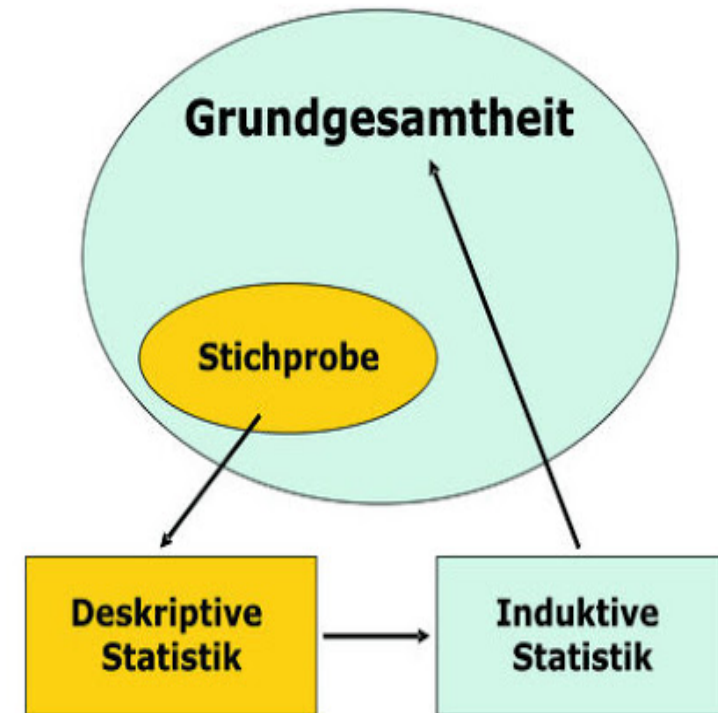 Grundgesamtheit
Stichprobe
Deskriptive
Statistik
Induktive
Statistik